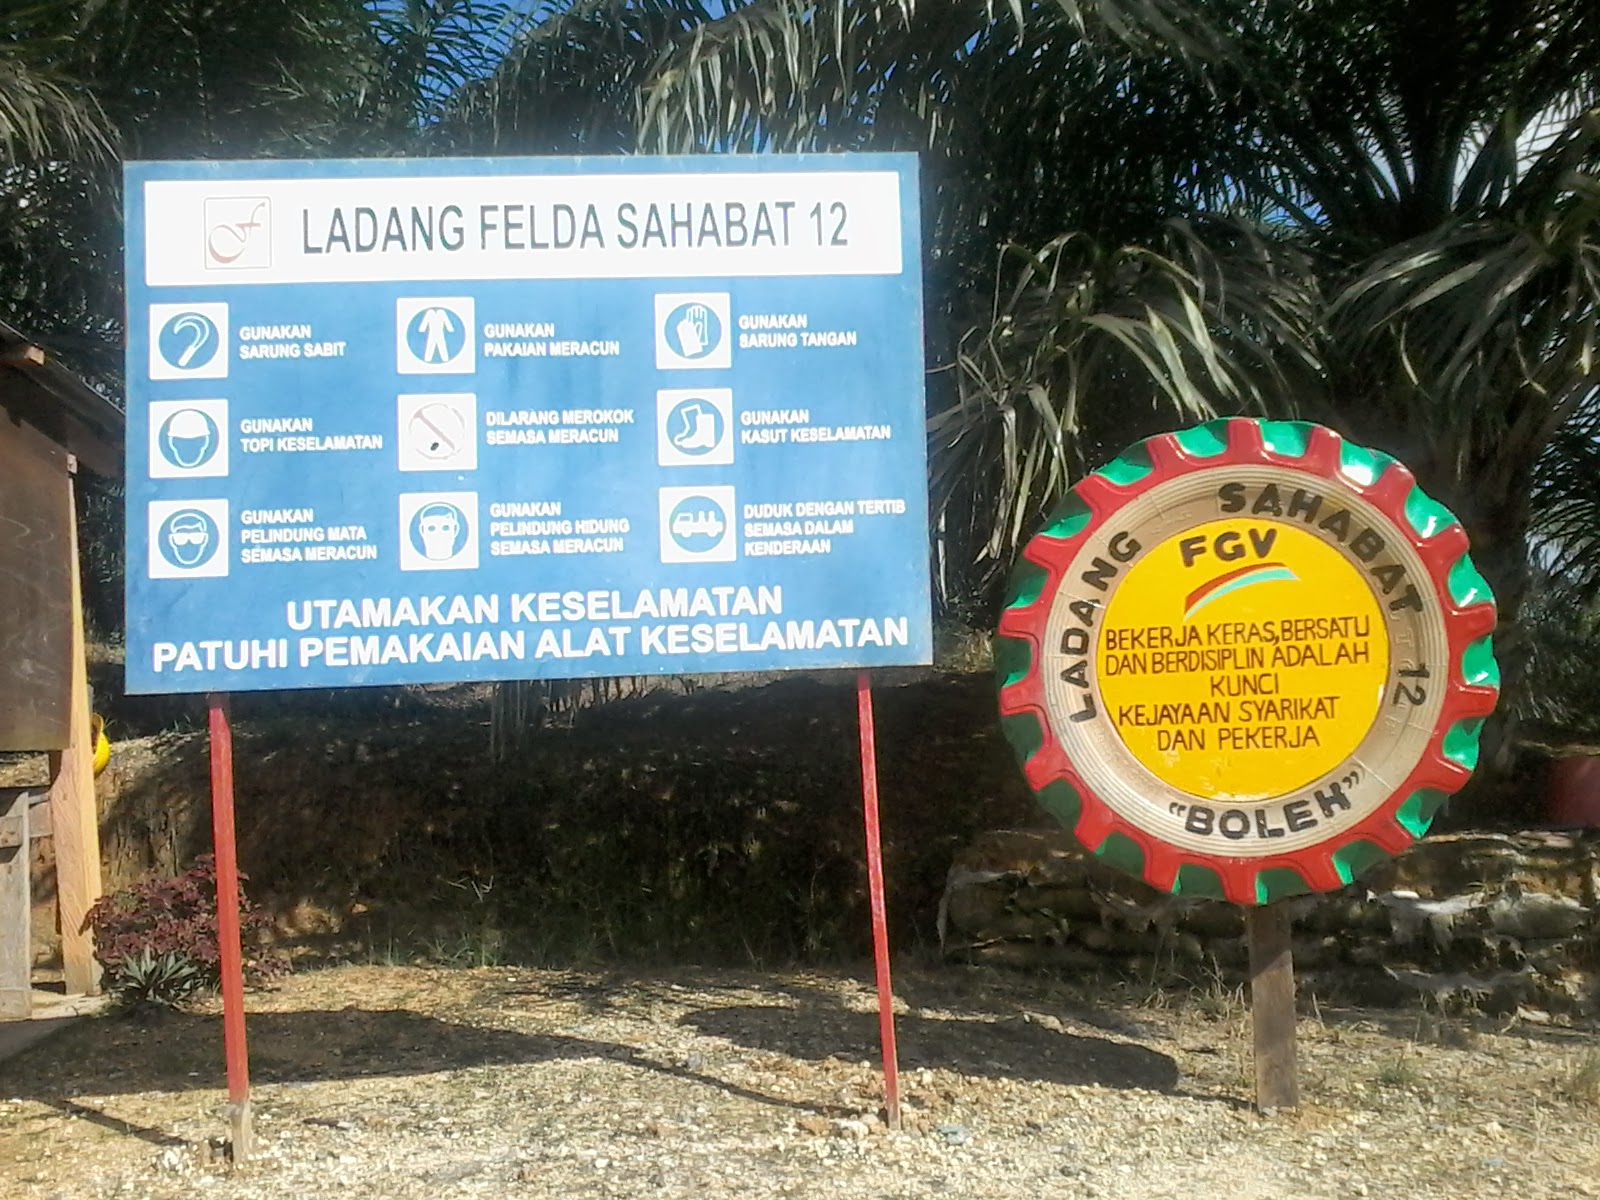 LADANG FELDA SAHABAT 12
GUNAKAN
SARUNG SABIT
GUNAKAN
PAKAIAN MERACUN
GUNAKAN
SARUNG TANGAN
GUNAKAN
TOPI KESELAMATAN
DILARANG MEROKOK
SEMASA MERACUN
GUNAKAN
KASUT KESELAMATAN
GUNAKAN
PELINDUNG MATA
SEMASA MERACUN
GUNAKAN
PELINDUNG HIDUNG
SEMASA MERACUN
DUDUK DENGAN TERTIB
SEMASA DALAM
KENDERAAN
UTAMAKAN KESELAMATAN
PATUHI PEMAKAIAN ALAT KESELAMATAN
LADANG SAHABAT 12
FGV
BEKERJA KERAS, BERSATU
DAN BERDISIPLIN ADALAH
KUNCI
KEJAYAAN SYARIKAT
DAN PEKERJA
"BOLEH"